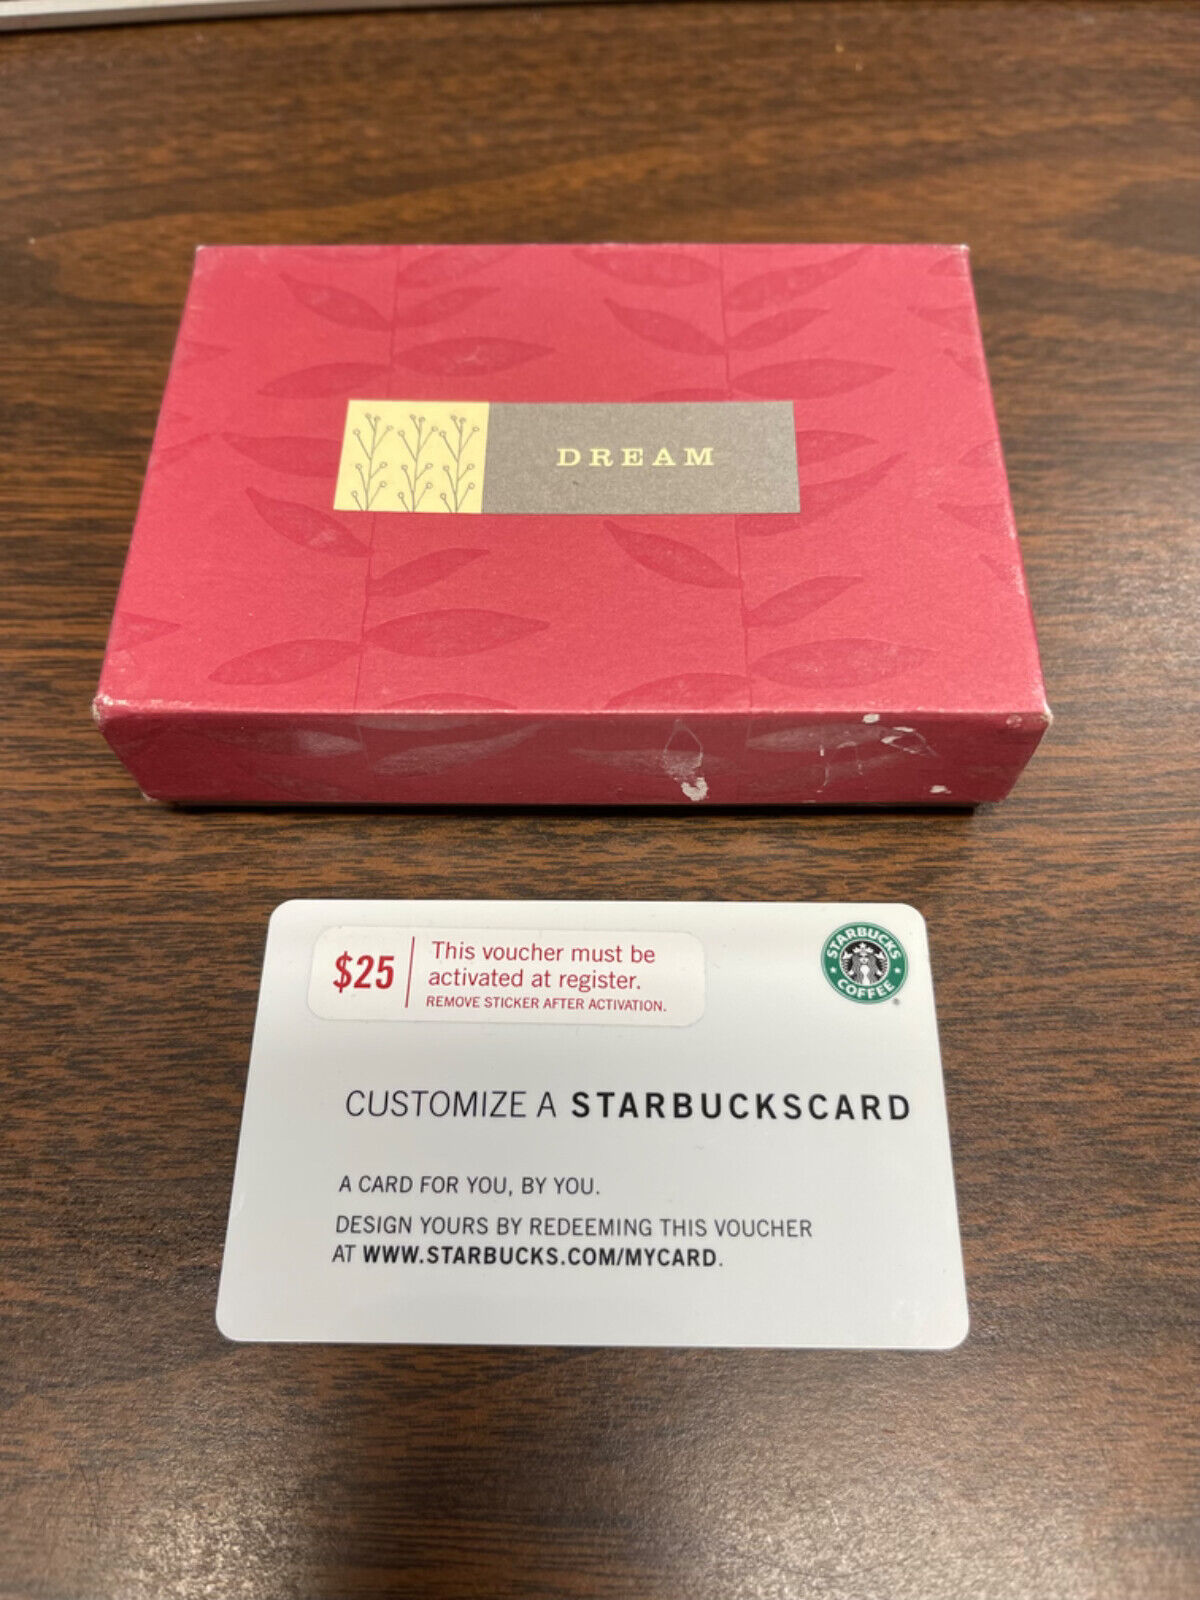 DREAM
$25
This voucher must be
activated at register.
REMOVE STICKER AFTER ACTIVATION.
STARBUCKS
COFFEE
®
CUSTOMIZE A STARBUCKSCARD
A CARD FOR YOU, BY YOU.
DESIGN YOURS BY REDEEMING THIS VOUCHER
AT WWW.STARBUCKS.COM/MYCARD.